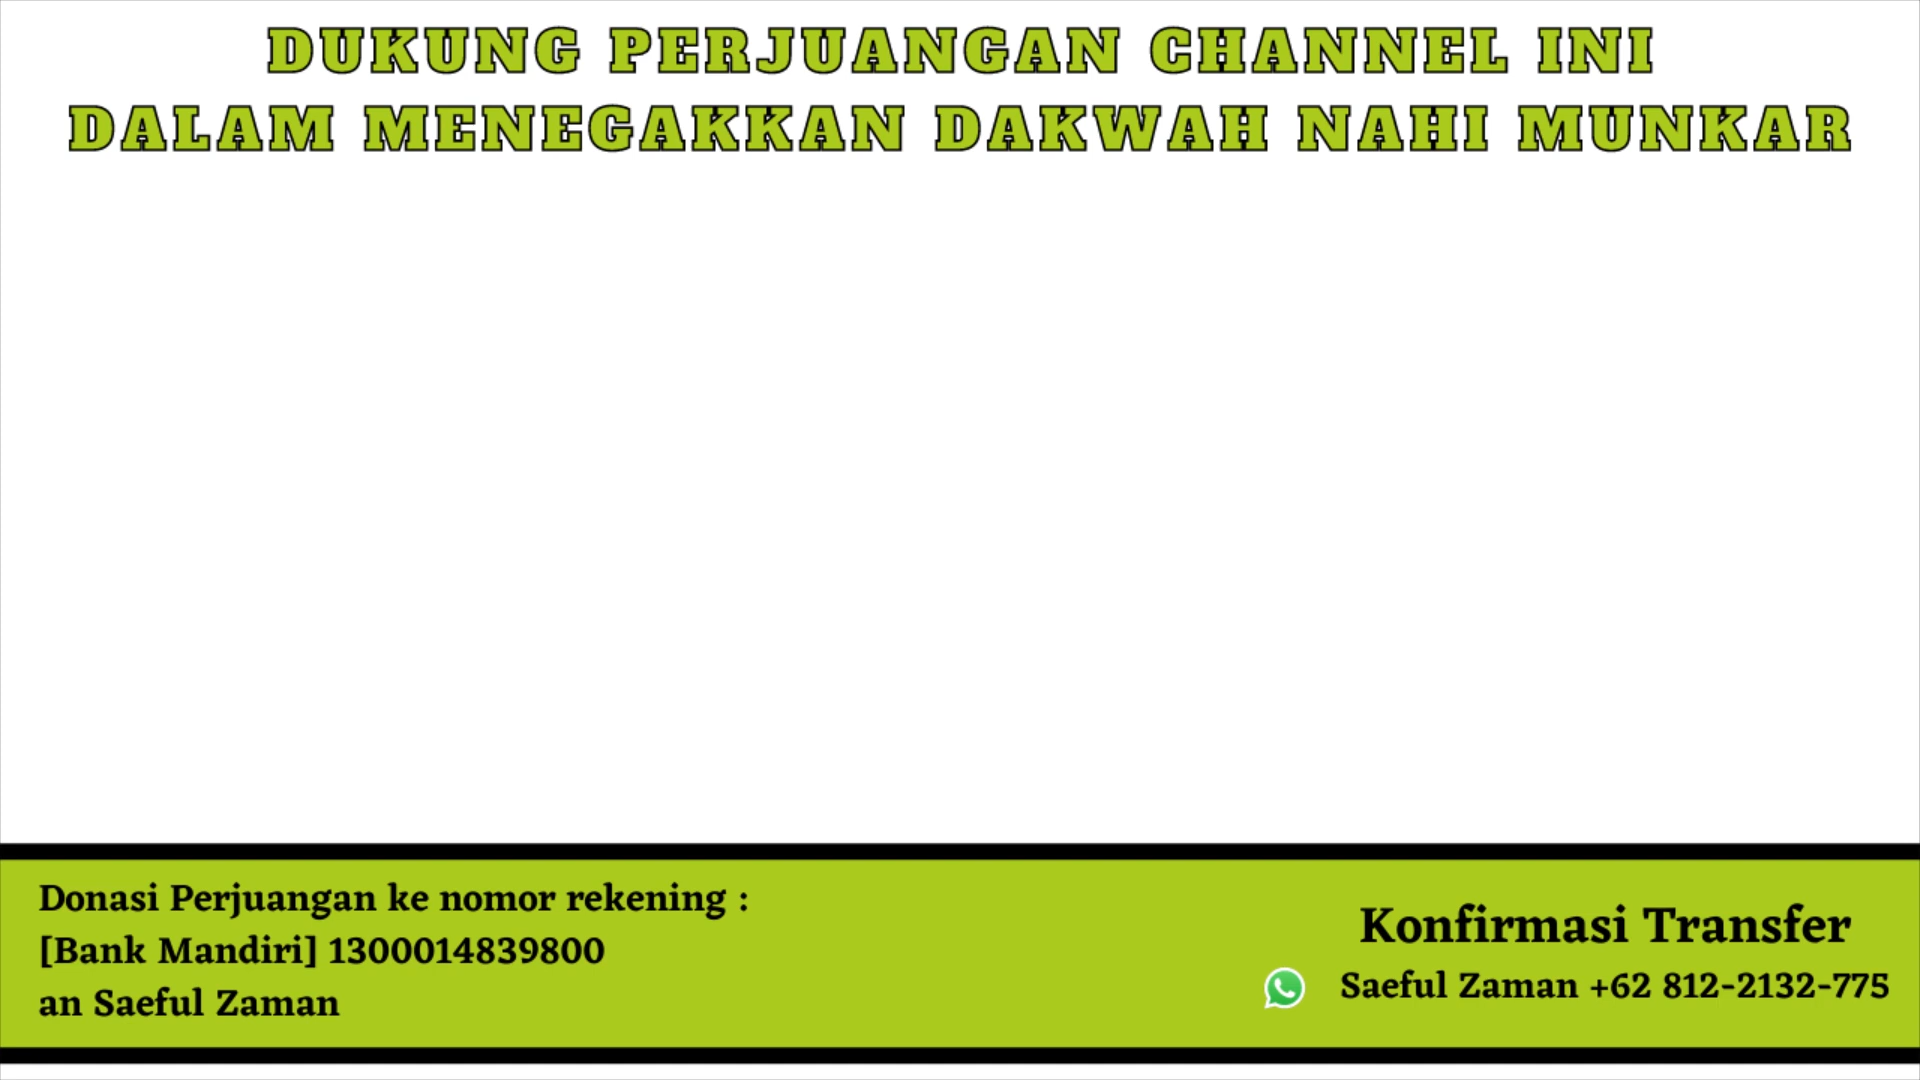 DUKUNG PERJUANGAN CHANNEL INI
DALAM MENEGAKKAN DAKWAH NAHI MUNKAR
Donasi Perjuangan ke nomor rekening :
[Bank Mandiri] 1300014839800
an Saeful Zaman
Konfirmasi Transfer
Saeful Zaman +62 812-2132-775